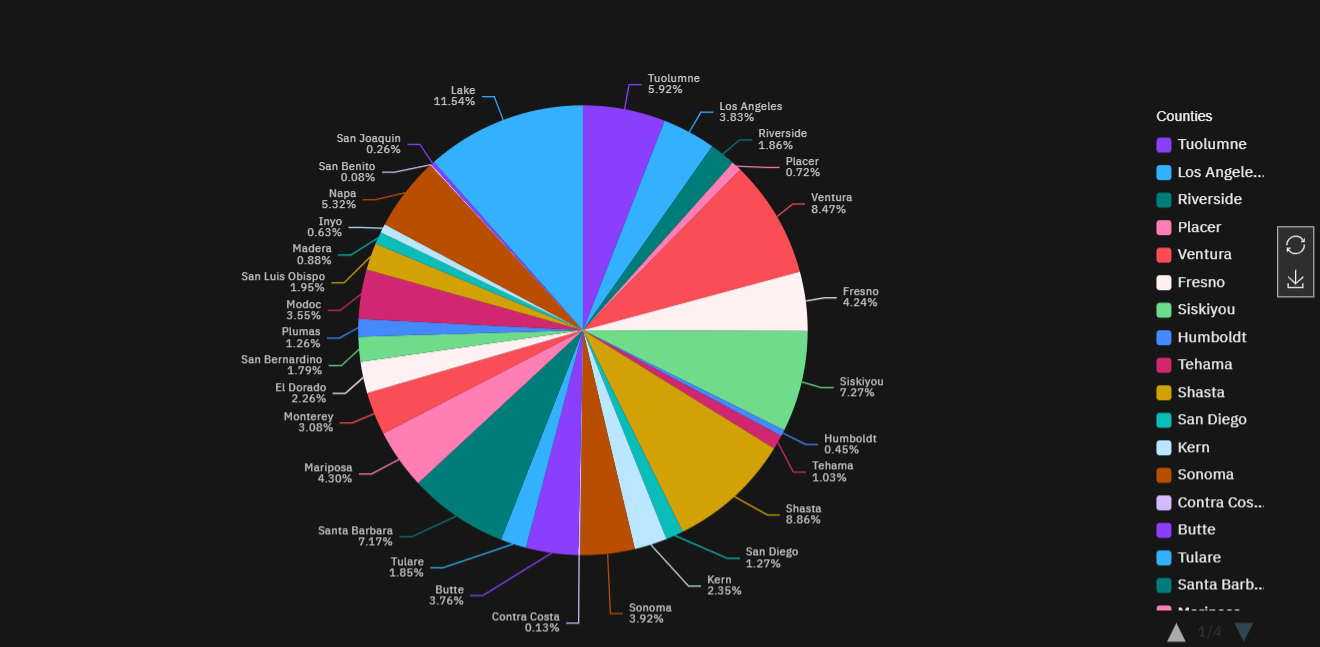 Tuolumne
5.92%
Los Angeles
3.83%
Riverside
1.86%
Placer
0.72%
Ventura
8.47%
Fresno
4.24%
Siskiyou
7.27%
Humboldt
0.45%
Tehama
1.03%
Shasta
8.86%
San Diego
1.27%
Kern
2.35%
Sonoma
3.92%
Contra Costa
0.13%
Butte
3.76%
Tulare
1.85%
Santa Barbara
7.17%
Mariposa
4.30%
Monterey
3.08%
El Dorado
2.26%
San Bernardino
1.79%
Plumas
1.26%
Modoc
3.55%
San Luis Obispo
1.95%
Madera
0.88%
Inyo
0.63%
Napa
5.32%
San Benito
0.08%
San Joaquin
0.26%
Lake
11.54%
Counties
Tuolumne
Los Angele...
Riverside
Placer
Ventura
Fresno
Siskiyou
Humboldt
Tehama
Shasta
San Diego
Kern
Sonoma
Contra Cos...
Butte
Tulare
Santa Barb...
Mariposa
1/4